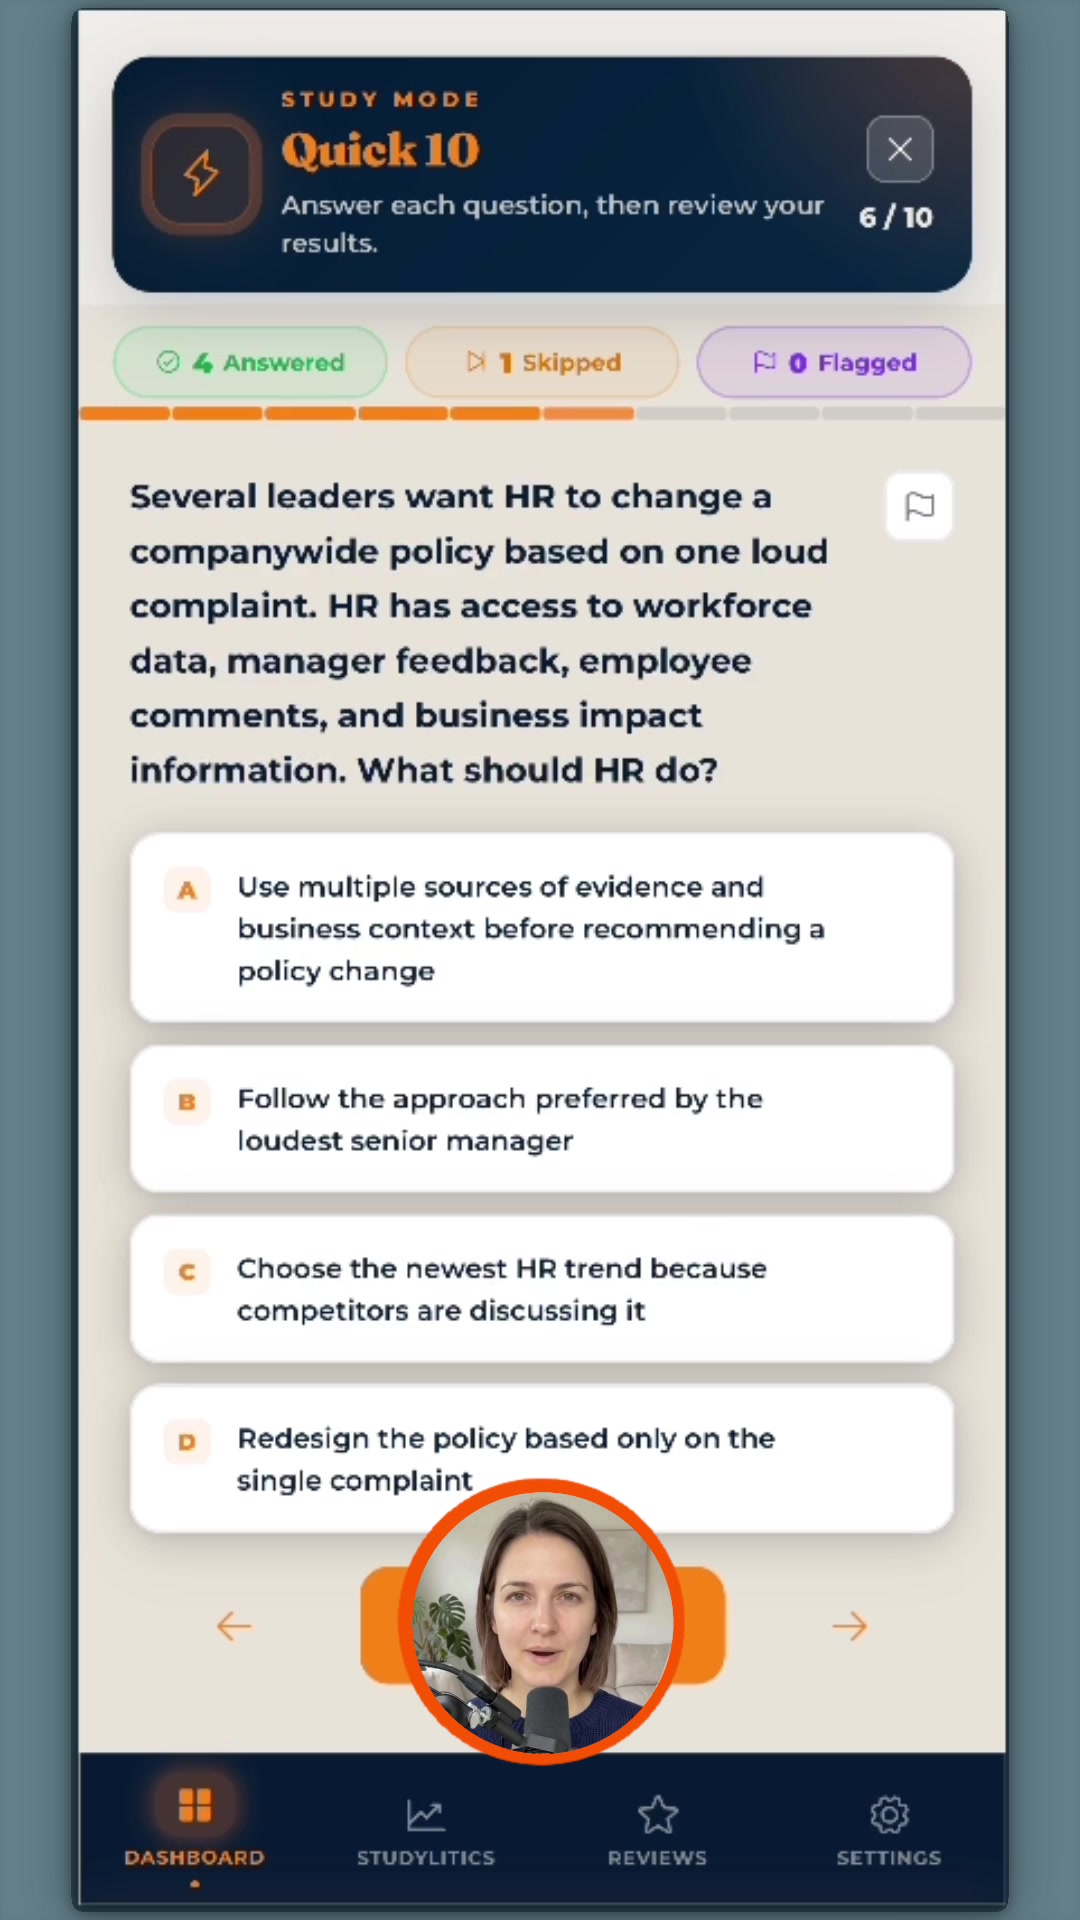 STUDY MODE
Quick 10
Answer each question, then review your
results.
6 / 10
4 Answered
1 Skipped
0 Flagged
Several leaders want HR to change a
companywide policy based on one loud
complaint. HR has access to workforce
data, manager feedback, employee
comments, and business impact
information. What should HR do?
A
Use multiple sources of evidence and
business context before recommending a
policy change
B
Follow the approach preferred by the
loudest senior manager
C
Choose the newest HR trend because
competitors are discussing it
D
Redesign the policy based only on the
single complaint
DASHBOARD
STUDYLITICS
REVIEWS
SETTINGS